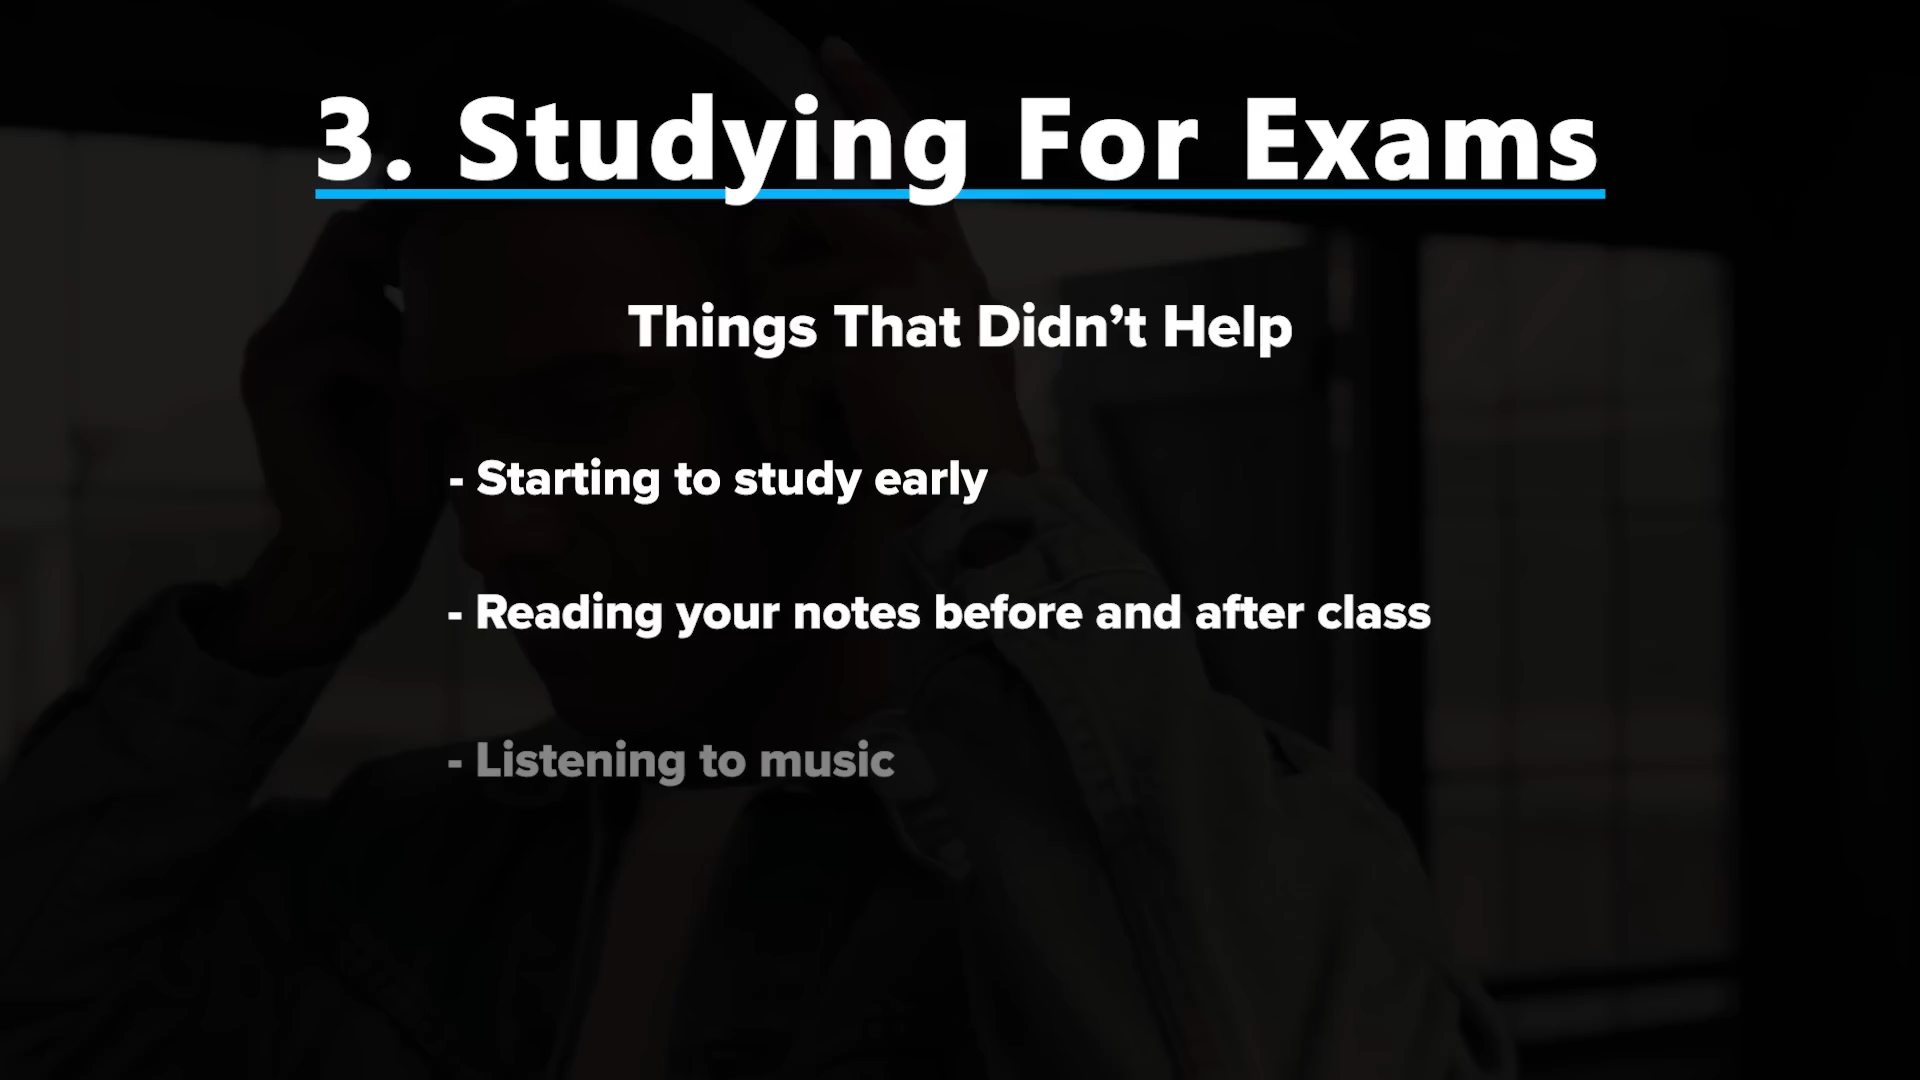 3. Studying For Exams
Things That Didn’t Help
- Starting to study early
- Reading your notes before and after class
- Listening to music